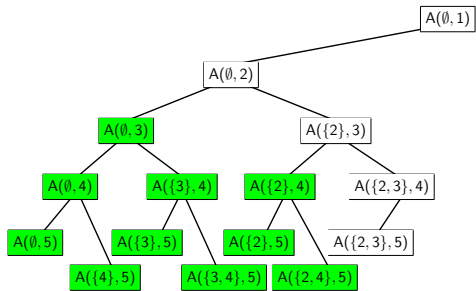 A(∅, 1)
A(∅, 2)
A(∅, 3)
A({2}, 3)
A(∅, 4)
A({3}, 4)
A({2}, 4)
A({2, 3}, 4)
A(∅, 5)
A({3}, 5)
A({2}, 5)
A({2, 3}, 5)
A({4}, 5)
A({3, 4}, 5)
A({2, 4}, 5)